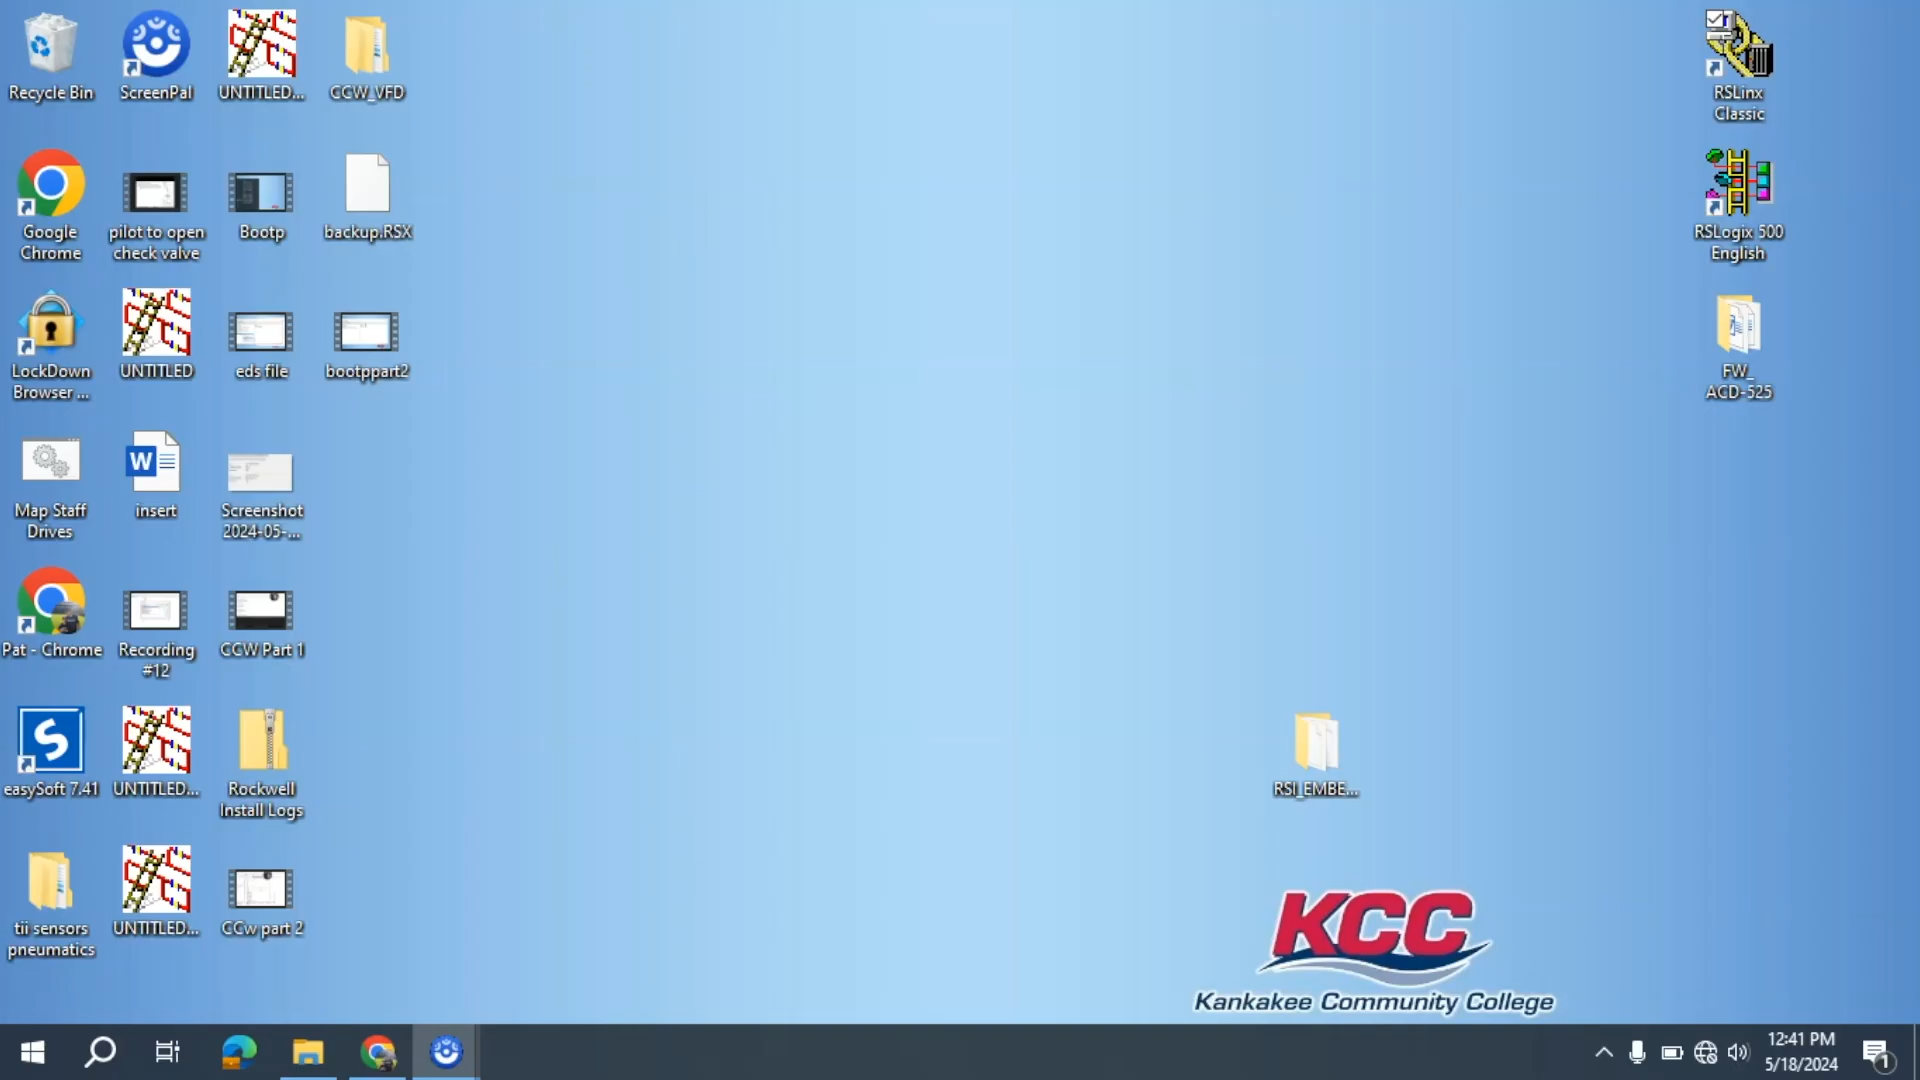 Recycle Bin
ScreenPal
UNTITLED...
CCW_VFD
RSLinx
Classic
Google
Chrome
pilot to open
check valve
Bootp
backup.RSX
RSLogix 500
English
LockDown
Browser ...
UNTITLED
eds file
bootppart2
FW_
ACD-525
Map Staff
Drives
W
insert
Screenshot
2024-05-...
Pat - Chrome
Recording
#12
CCW Part 1
S
easySoft 7.41
UNTITLED...
Rockwell
Install Logs
RSI_EMBE...
tii sensors
pneumatics
UNTITLED...
CCw part 2
KCC
Kankakee Community College
12:41 PM
5/18/2024
1